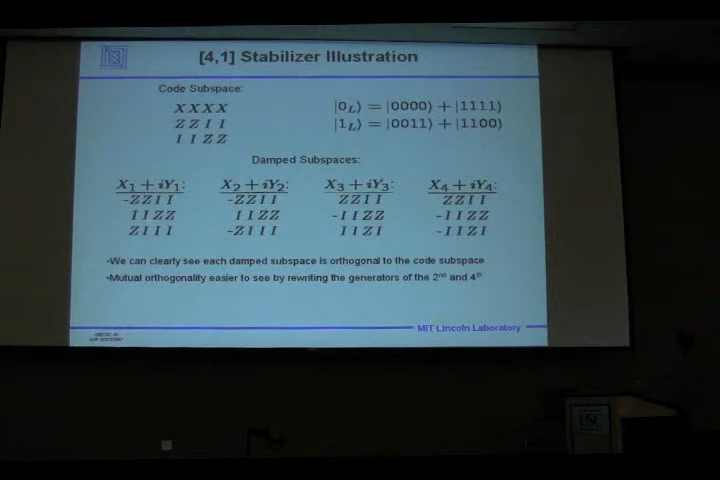 [4,1] Stabilizer Illustration
Code Subspace:
X X X X
Z Z I I
I I Z Z
|0L⟩ = |0000⟩ + |1111⟩
|1L⟩ = |0011⟩ + |1100⟩
Damped Subspaces:
X1 + iY1: X2 + iY2: X3 + iY3: X4 + iY4:
-Z Z I I -Z Z I I Z Z I I Z Z I I
I I Z Z I I Z Z -I I Z Z -I I Z Z
Z I I I -Z I I I I I Z I -I I Z I
•We can clearly see each damped subspace is orthogonal to the code subspace
•Mutual orthogonality easier to see by rewriting the generators of the 2nd and 4th
MIT Lincoln Laboratory